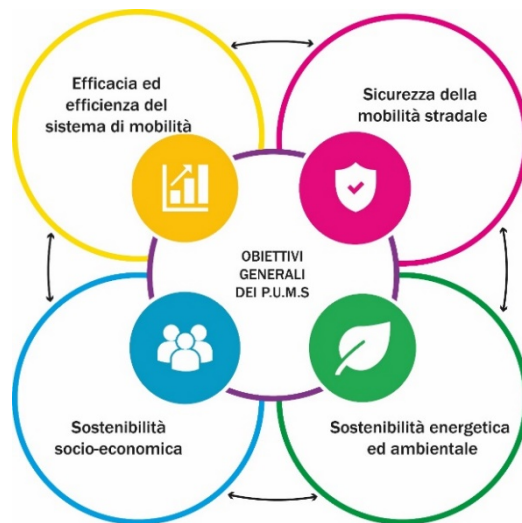 Efficacia ed
efficienza del
sistema di mobilità
Sicurezza della
mobilità stradale
OBIETTIVI
GENERALI
DEI P.U.M.S
Sostenibilità
socio-economica
Sostenibilità energetica
ed ambientale